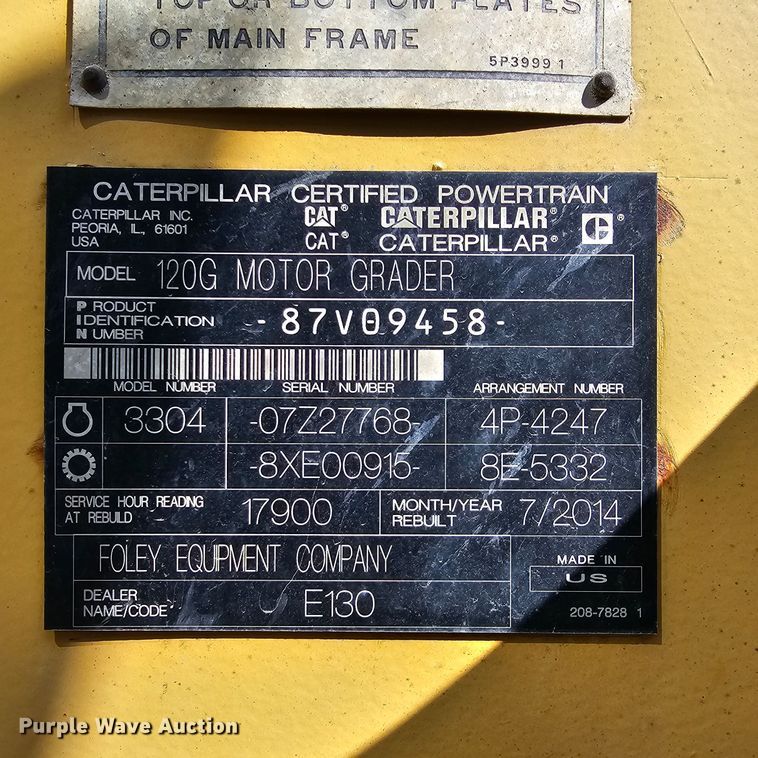 TOP OR BOTTOM PLATES
OF MAIN FRAME
5P3999 1
CATERPILLAR CERTIFIED POWERTRAIN
CATERPILLAR INC.
PEORIA, IL, 61601
USA
CAT® CATERPILLAR® C®
CAT® CATERPILLAR®
MODEL 120G MOTOR GRADER
PRODUCT
IDENTIFICATION
NUMBER
-87V09458-
MODEL NUMBER SERIAL NUMBER ARRANGEMENT NUMBER
3304 -07Z27768- 4P-4247
-8XE00915- 8E-5332
SERVICE HOUR READING
AT REBUILD
17900
MONTH/YEAR
REBUILT
7/2014
FOLEY EQUIPMENT COMPANY
DEALER
NAME/CODE
E130
MADE IN
US
208-7828 1
Purple Wave Auction